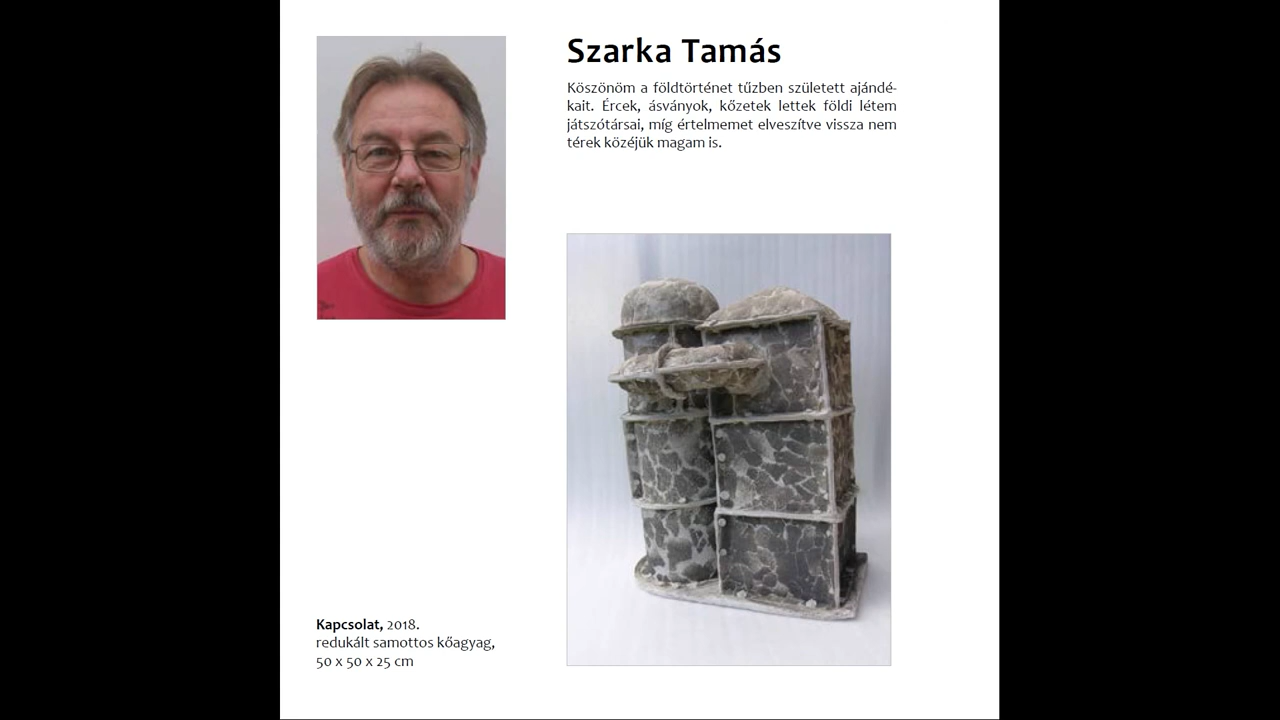 Szarka Tamás
Köszönöm a földtörténet tűzben született ajándé-
kait. Ércek, ásványok, kőzetek lettek földi létem
játszótársai, míg értelmemet elveszítve vissza nem
térek közéjük magam is.
Kapcsolat, 2018.
redukált samottos kőagyag,
50 x 50 x 25 cm